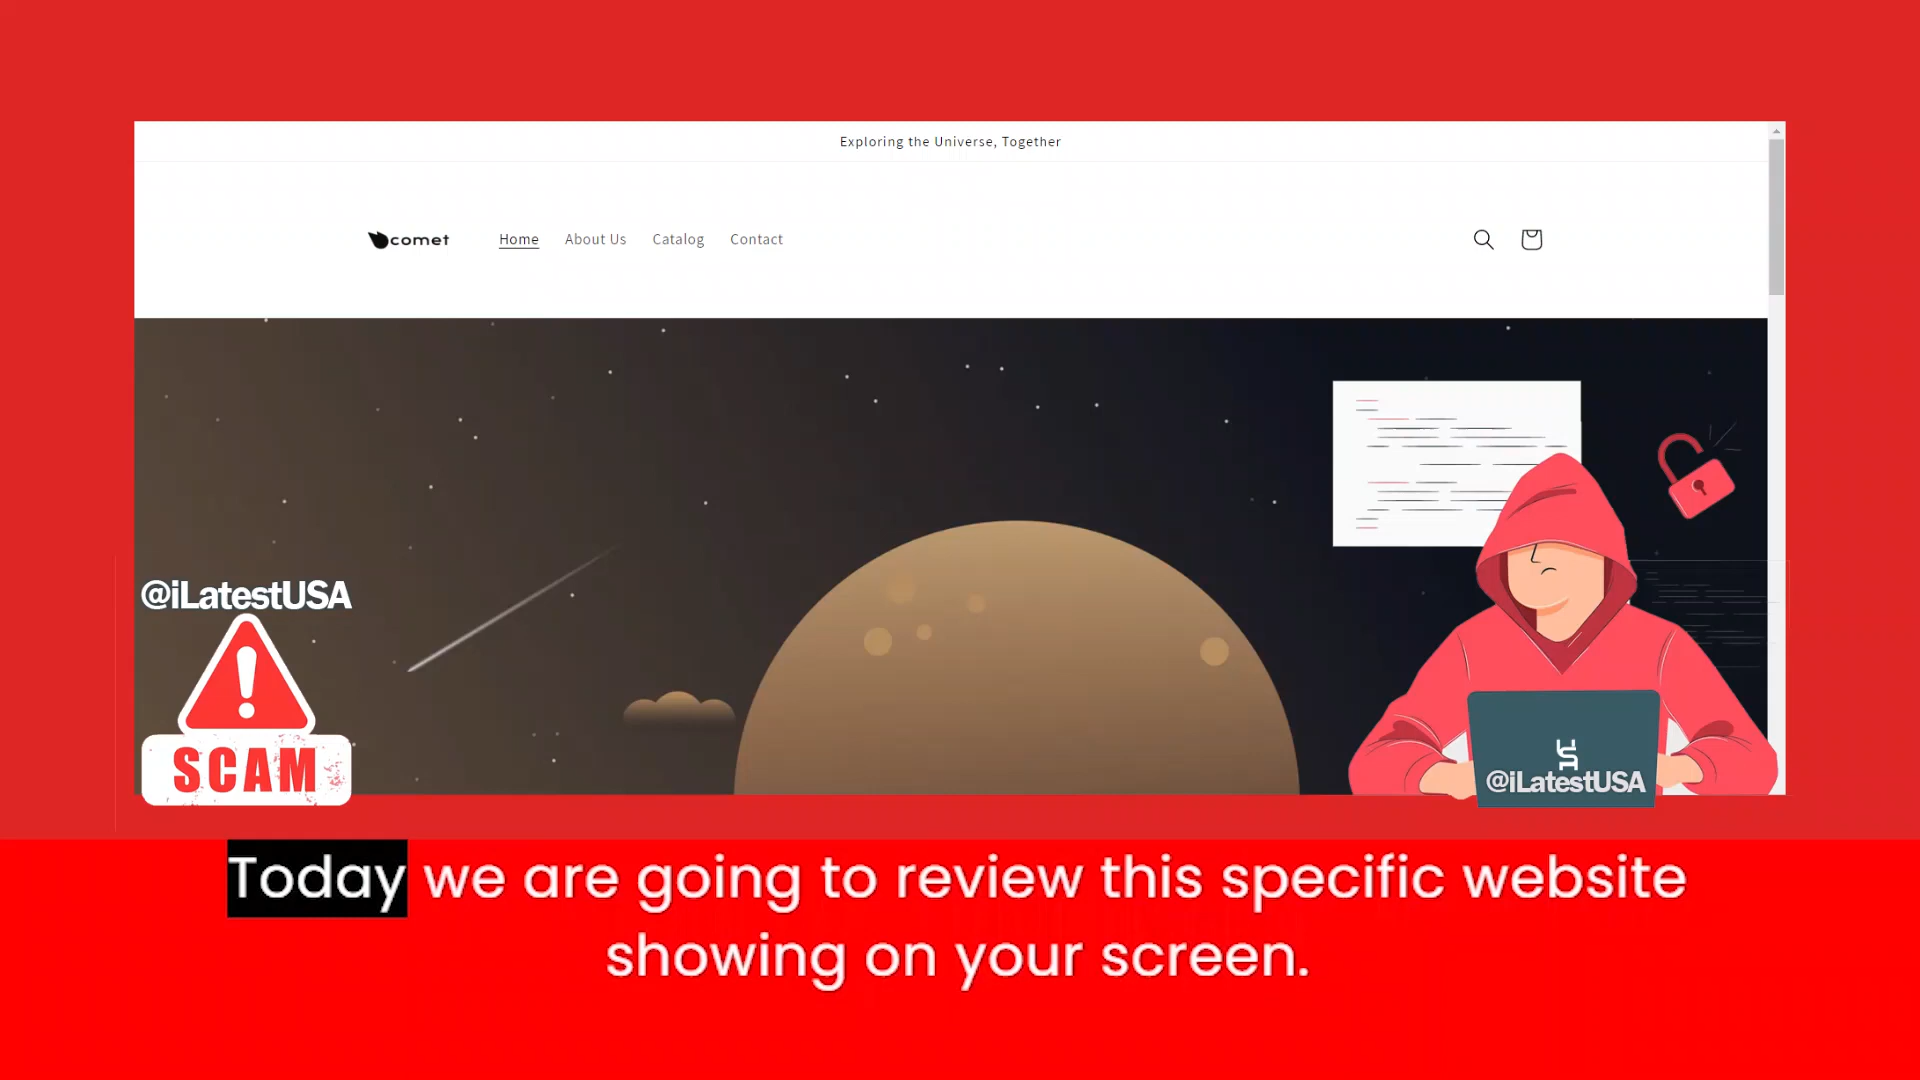 Exploring the Universe, Together
comet Home About Us Catalog Contact
@iLatestUSA
SCAM
@iLatestUSA
Today we are going to review this specific website
showing on your screen.